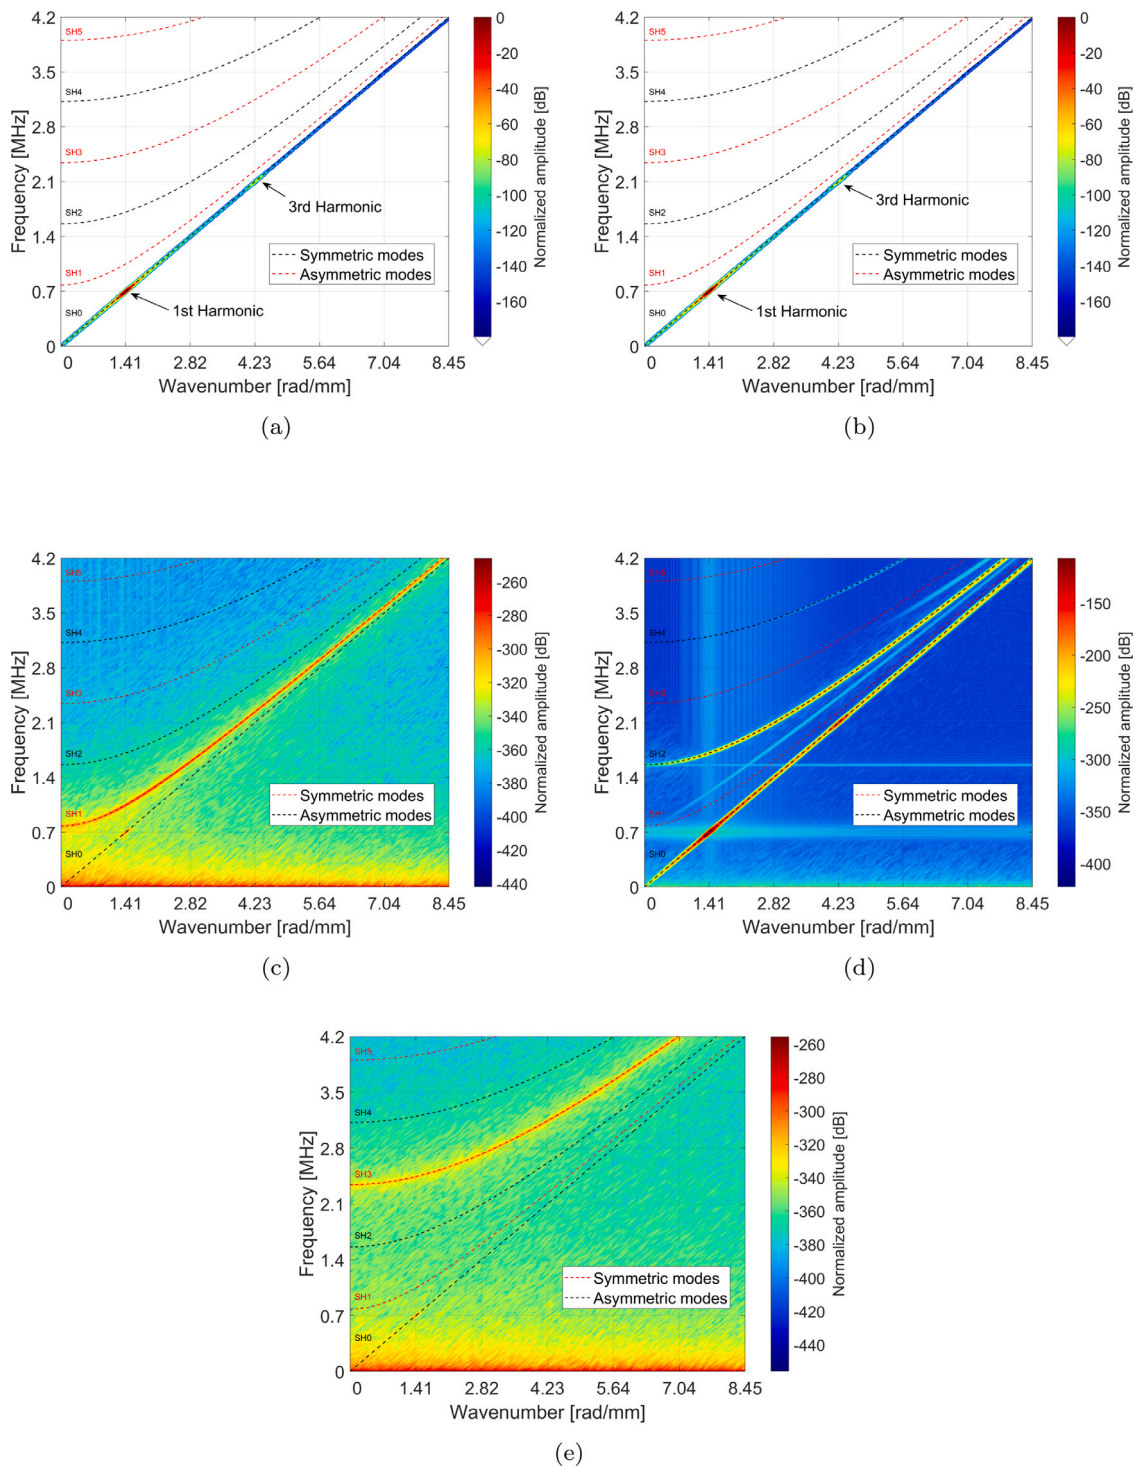 4.2
3.5
2.8
2.1
1.4
0.7
0
Frequency [MHz]
SH5
SH4
SH3
SH2
SH1
SH0
3rd Harmonic
1st Harmonic
Symmetric modes
Asymmetric modes
0 1.41 2.82 4.23 5.64 7.04 8.45
Wavenumber [rad/mm]
0
-20
-40
-60
-80
-100
-120
-140
-160
Normalized amplitude [dB]
(a)
4.2
3.5
2.8
2.1
1.4
0.7
0
Frequency [MHz]
SH5
SH4
SH3
SH2
SH1
SH0
3rd Harmonic
1st Harmonic
Symmetric modes
Asymmetric modes
0 1.41 2.82 4.23 5.64 7.04 8.45
Wavenumber [rad/mm]
0
-20
-40
-60
-80
-100
-120
-140
-160
Normalized amplitude [dB]
(b)
4.2
3.5
2.8
2.1
1.4
0.7
0
Frequency [MHz]
SH5
SH4
SH3
SH2
SH1
SH0
Symmetric modes
Asymmetric modes
0 1.41 2.82 4.23 5.64 7.04 8.45
Wavenumber [rad/mm]
-260
-280
-300
-320
-340
-360
-380
-400
-420
-440
Normalized amplitude [dB]
(c)
4.2
3.5
2.8
2.1
1.4
0.7
0
Frequency [MHz]
SH5
SH4
SH3
SH2
SH1
SH0
Symmetric modes
Asymmetric modes
0 1.41 2.82 4.23 5.64 7.04 8.45
Wavenumber [rad/mm]
-150
-200
-250
-300
-350
-400
Normalized amplitude [dB]
(d)
4.2
3.5
2.8
2.1
1.4
0.7
0
Frequency [MHz]
SH5
SH4
SH3
SH2
SH1
SH0
Symmetric modes
Asymmetric modes
0 1.41 2.82 4.23 5.64 7.04 8.45
Wavenumber [rad/mm]
-260
-280
-300
-320
-340
-360
-380
-400
-420
-440
Normalized amplitude [dB]
(e)